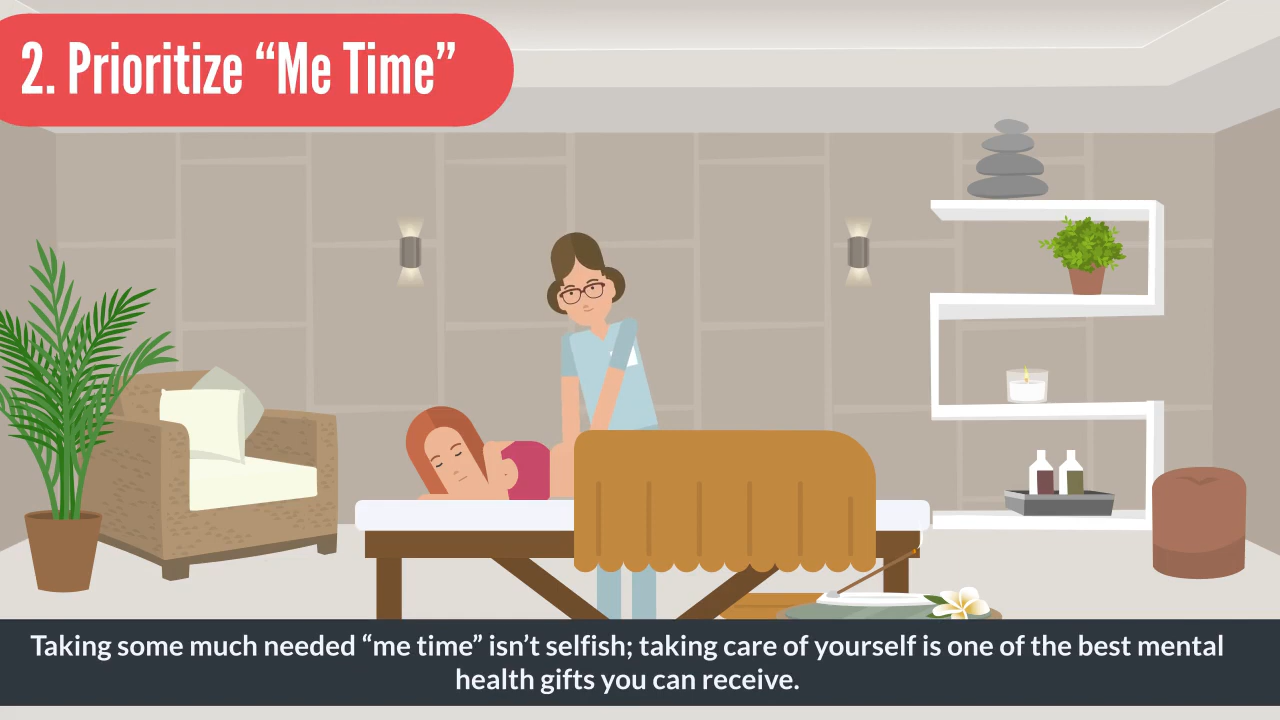 2. Prioritize “Me Time”
Taking some much needed “me time” isn’t selfish; taking care of yourself is one of the best mental
health gifts you can receive.